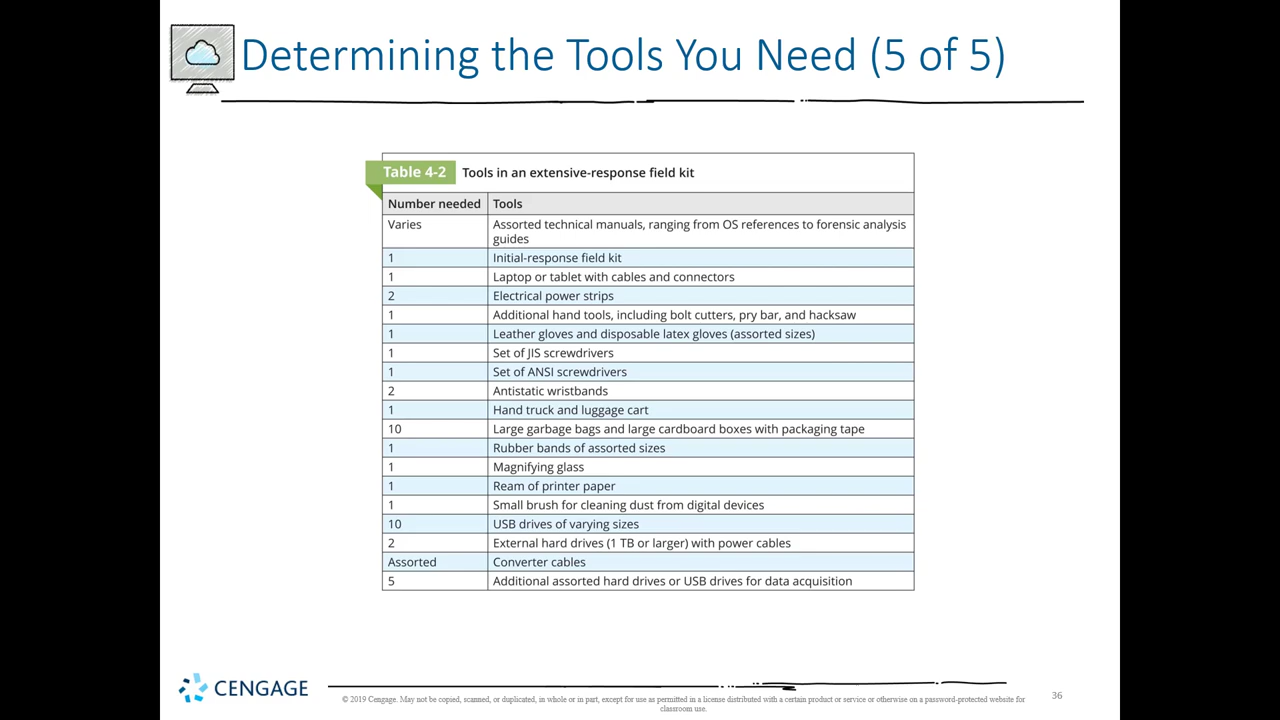 Determining the Tools You Need (5 of 5)
Table 4-2 Tools in an extensive-response field kit
Number needed Tools
Varies Assorted technical manuals, ranging from OS references to forensic analysis
guides
1 Initial-response field kit
1 Laptop or tablet with cables and connectors
2 Electrical power strips
1 Additional hand tools, including bolt cutters, pry bar, and hacksaw
1 Leather gloves and disposable latex gloves (assorted sizes)
1 Set of JIS screwdrivers
1 Set of ANSI screwdrivers
2 Antistatic wristbands
1 Hand truck and luggage cart
10 Large garbage bags and large cardboard boxes with packaging tape
1 Rubber bands of assorted sizes
1 Magnifying glass
1 Ream of printer paper
1 Small brush for cleaning dust from digital devices
10 USB drives of varying sizes
2 External hard drives (1 TB or larger) with power cables
Assorted Converter cables
5 Additional assorted hard drives or USB drives for data acquisition
CENGAGE
© 2019 Cengage. May not be copied, scanned, or duplicated, in whole or in part, except for use as permitted in a license distributed with a certain product or service or otherwise on a password-protected website for
classroom use.
36